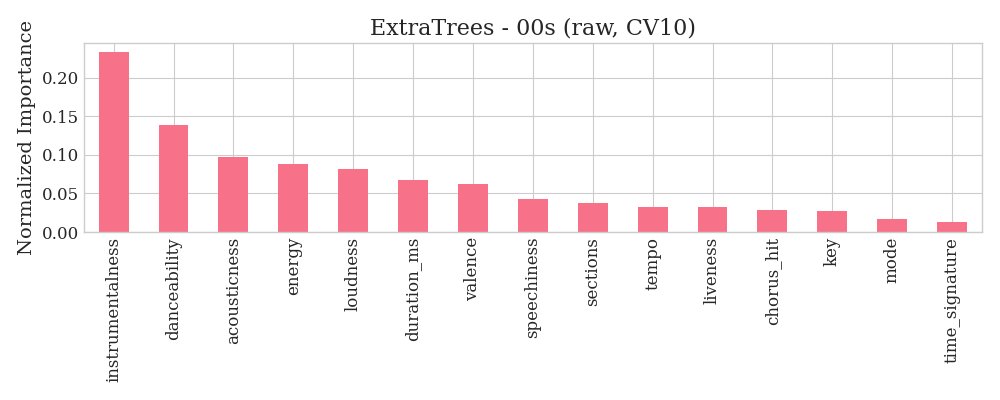 ExtraTrees - 00s (raw, CV10)
Normalized Importance
0.20
0.15
0.10
0.05
0.00
instrumentalness
danceability
acousticness
energy
loudness
duration_ms
valence
speechiness
sections
tempo
liveness
chorus_hit
key
mode
time_signature